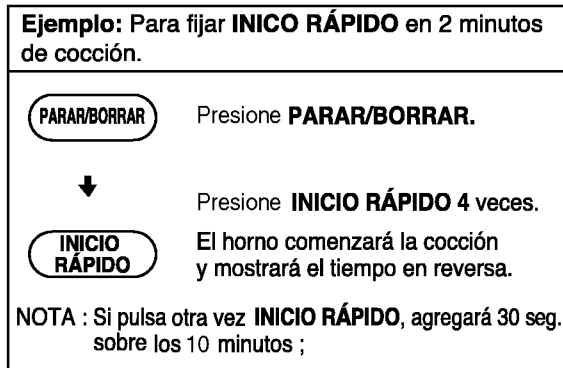 Ejemplo: Para fijar INICO RÁPIDO en 2 minutos
de cocción.
PARAR/BORRAR
Presione PARAR/BORRAR.
Presione INICIO RÁPIDO 4 veces.
INICIO
RÁPIDO
El horno comenzará la cocción
y mostrará el tiempo en reversa.
NOTA : Si pulsa otra vez INICIO RÁPIDO, agregará 30 seg.
sobre los 10 minutos ;